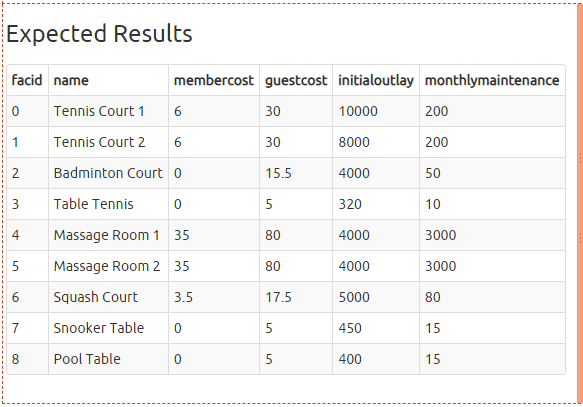 Expected Results
facid name membercost guestcost initialoutlay monthlymaintenance
0 Tennis Court 1 6 30 10000 200
1 Tennis Court 2 6 30 8000 200
2 Badminton Court 0 15.5 4000 50
3 Table Tennis 0 5 320 10
4 Massage Room 1 35 80 4000 3000
5 Massage Room 2 35 80 4000 3000
6 Squash Court 3.5 17.5 5000 80
7 Snooker Table 0 5 450 15
8 Pool Table 0 5 400 15